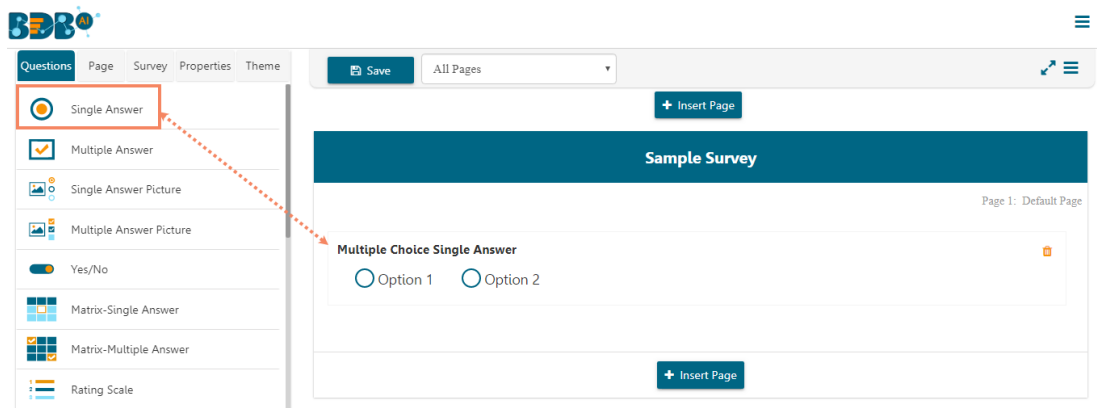 BDB AI
Questions Page Survey Properties Theme
Single Answer
Multiple Answer
Single Answer Picture
Multiple Answer Picture
Yes/No
Matrix-Single Answer
Matrix-Multiple Answer
Rating Scale
Save All Pages
+ Insert Page
Sample Survey
Page 1: Default Page
Multiple Choice Single Answer
Option 1 Option 2
+ Insert Page